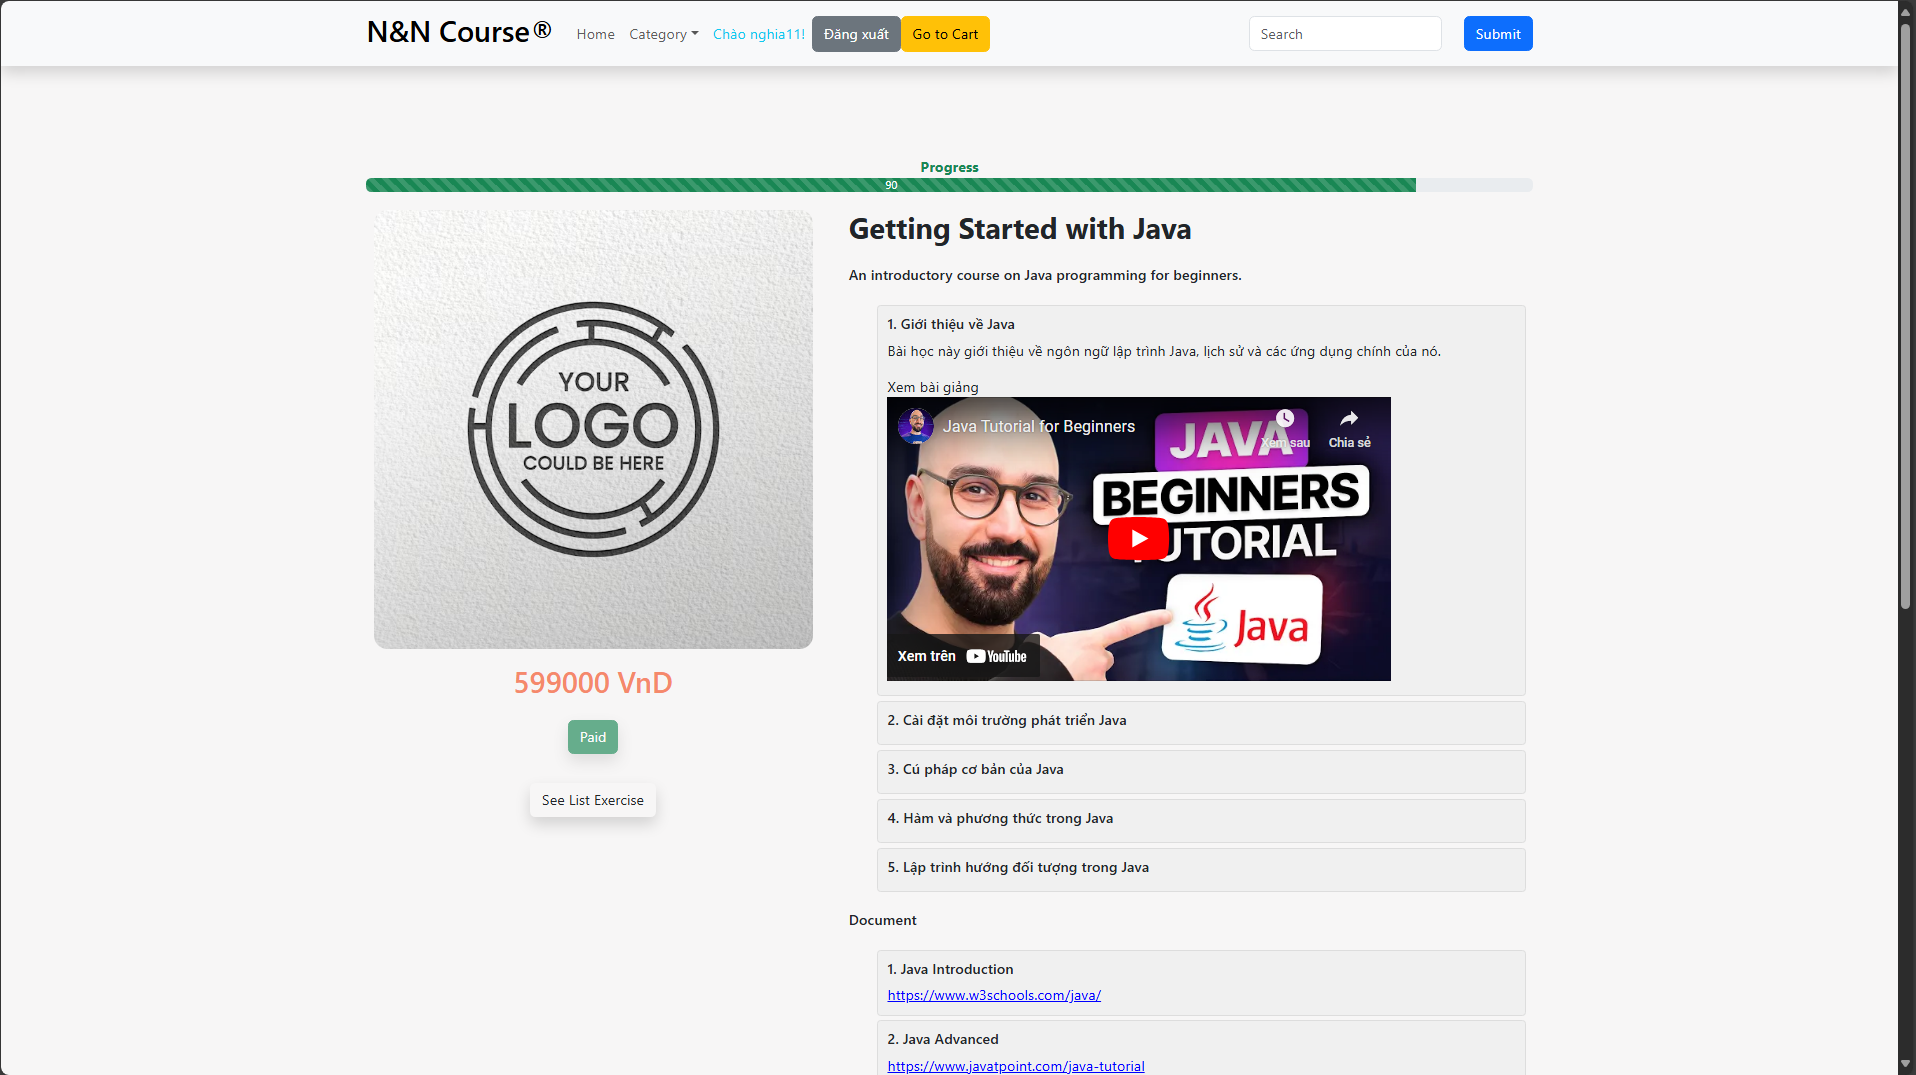 N&N Course®
Home
Category
Chào nghia11!
Đăng xuất
Go to Cart
Search
Submit
Progress
90
YOUR
LOGO
COULD BE HERE
599000 VnD
Paid
See List Exercise
Getting Started with Java
An introductory course on Java programming for beginners.
1. Giới thiệu về Java
Bài học này giới thiệu về ngôn ngữ lập trình Java, lịch sử và các ứng dụng chính của nó.
Xem bài giảng
Java Tutorial for Beginners
Xem sau
Chia sẻ
JAVA
BEGINNERS
TUTORIAL
Java
Xem trên YouTube
2. Cài đặt môi trường phát triển Java
3. Cú pháp cơ bản của Java
4. Hàm và phương thức trong Java
5. Lập trình hướng đối tượng trong Java
Document
1. Java Introduction
https://www.w3schools.com/java/
2. Java Advanced
https://www.javatpoint.com/java-tutorial